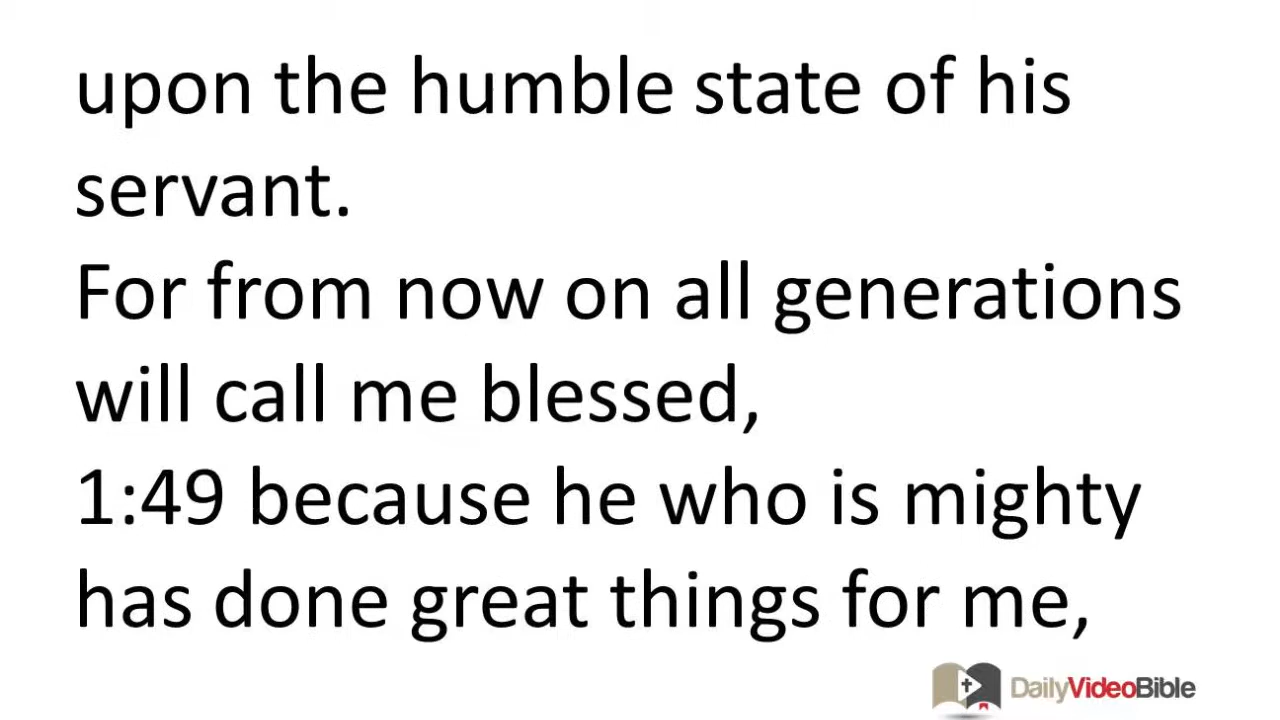 upon the humble state of his
servant.
For from now on all generations
will call me blessed,
1:49 because he who is mighty
has done great things for me,
DailyVideoBible